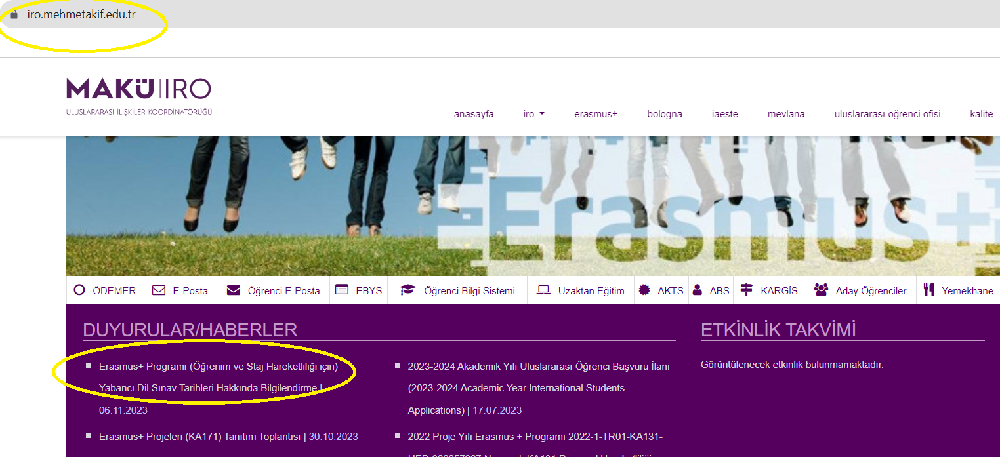 iro.mehmetakif.edu.tr
MAKÜ|IRO
ULUSLARARASI İLİŞKİLER KOORDİNATÖRÜĞÜ
anasayfa iro erasmus+ bologna iaeste mevlana uluslararası öğrenci ofisi kalite
Erasmus+
ÖDEMER E-Posta Öğrenci E-Posta EBYS Öğrenci Bilgi Sistemi Uzaktan Eğitim AKTS ABS KARGİS Aday Öğrenciler Yemekhane
DUYURULAR/HABERLER
Erasmus+ Programı (Öğrenim ve Staj Hareketliliği için)
Yabancı Dil Sınav Tarihleri Hakkında Bilgilendirme |
06.11.2023
Erasmus+ Projeleri (KA171) Tanıtım Toplantısı | 30.10.2023
2023-2024 Akademik Yılı Uluslararası Öğrenci Başvuru İlanı
(2023-2024 Academic Year International Students
Applications) | 17.07.2023
2022 Proje Yılı Erasmus + Programı 2022-1-TR01-KA131-
ETKİNLİK TAKVİMİ
Görüntülenecek etkinlik bulunmamaktadır.